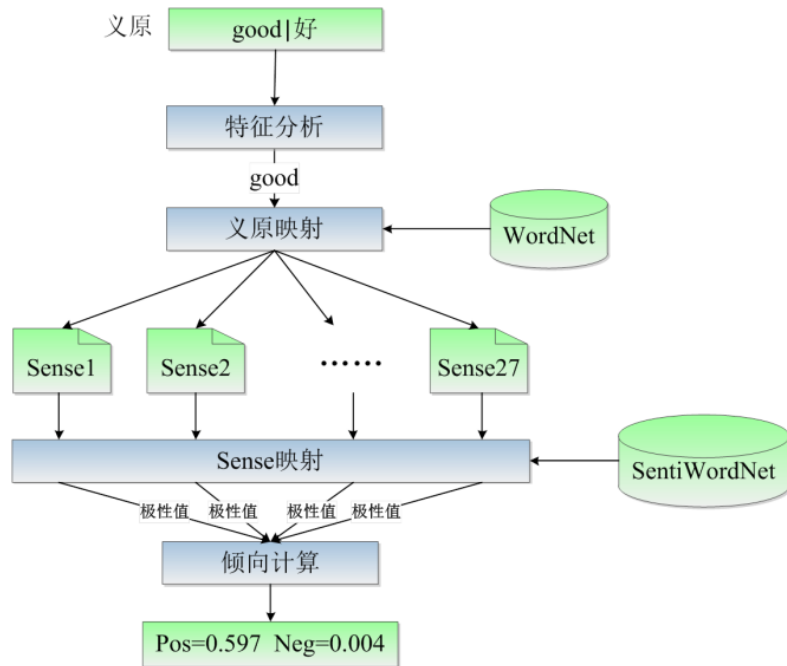 义原 good|好
特征分析
good
义原映射
WordNet
Sense1 Sense2 …… Sense27
Sense映射
SentiWordNet
极性值 极性值 极性值 极性值
倾向计算
Pos=0.597 Neg=0.004